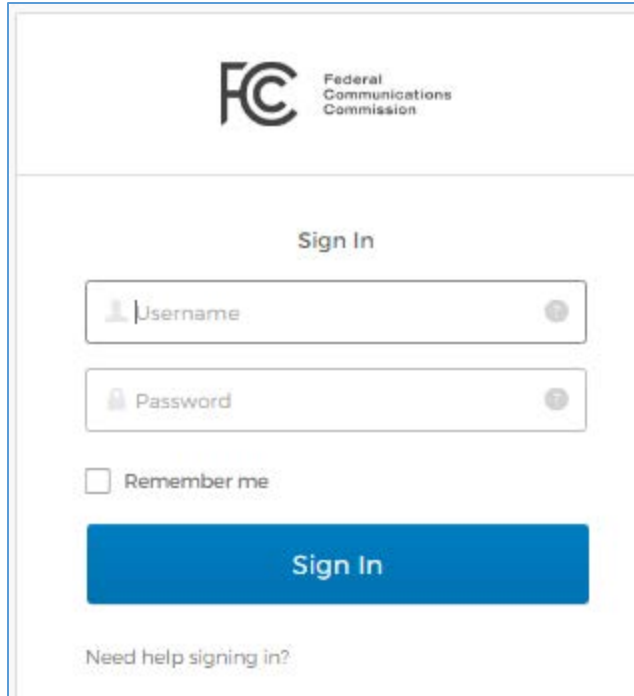 FCC
Federal
Communications
Commission
Sign In
Username
Password
Remember me
Sign In
Need help signing in?